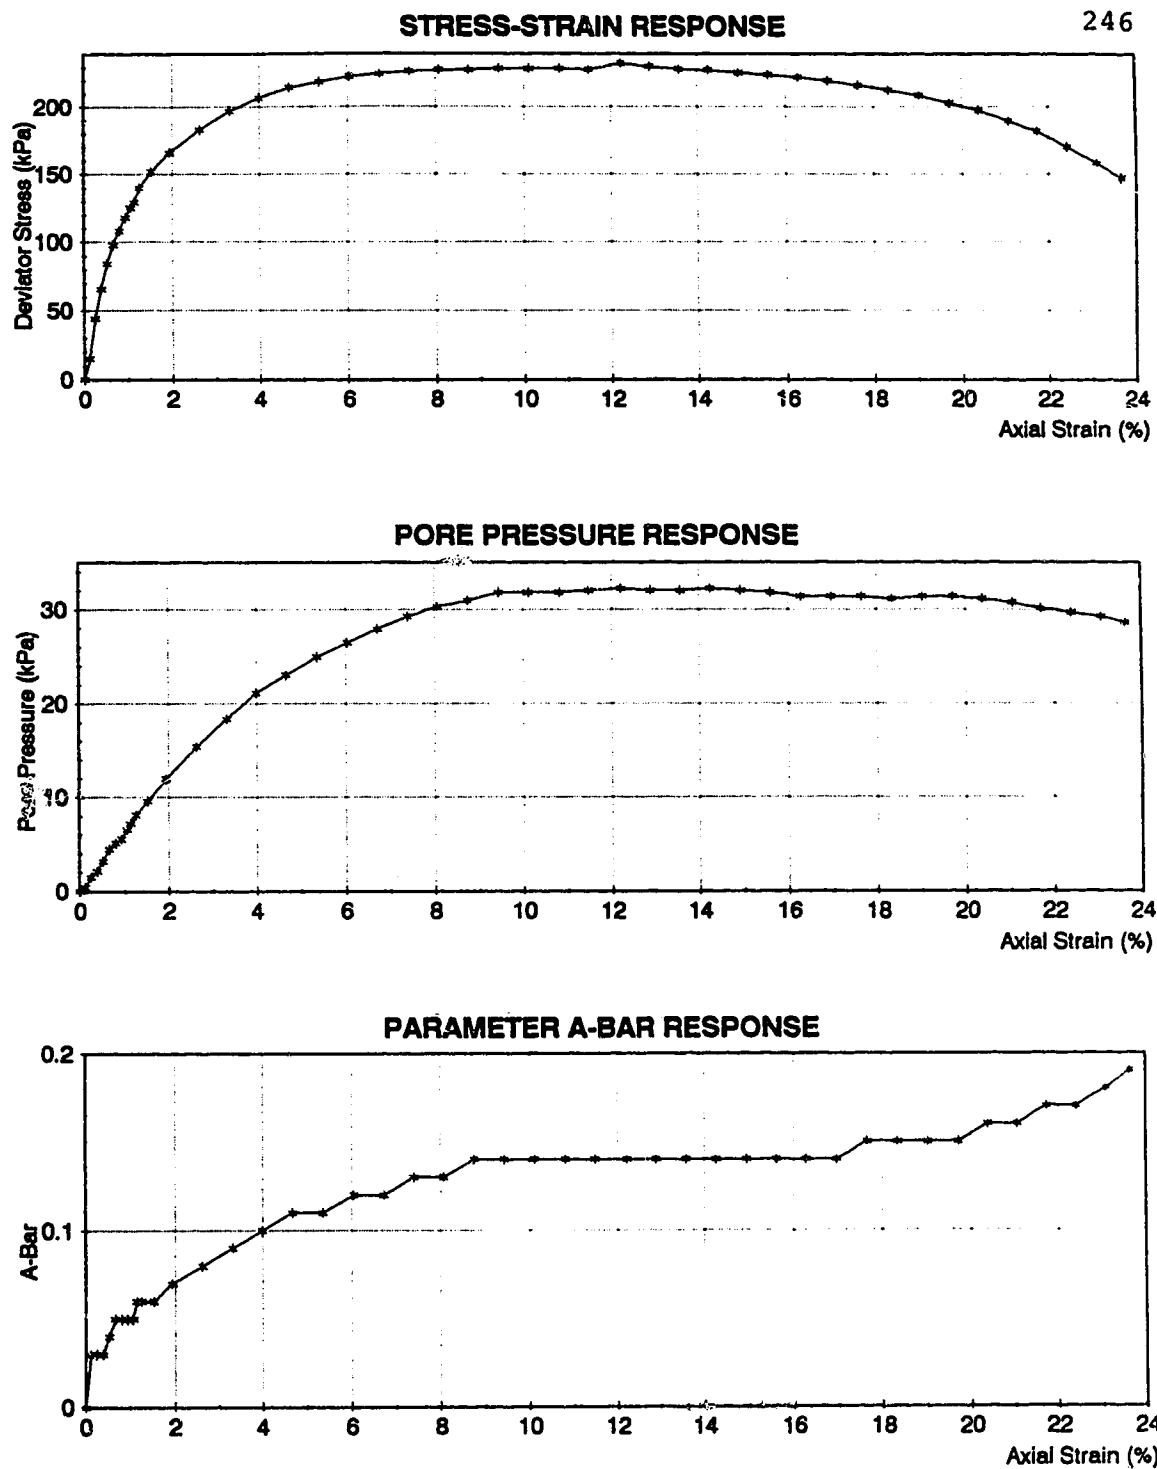 246
STRESS-STRAIN RESPONSE
Deviator Stress (kPa)
200
150
100
50
0
0 2 4 6 8 10 12 14 16 18 20 22 24
Axial Strain (%)
PORE PRESSURE RESPONSE
Pore Pressure (kPa)
30
20
10
0
0 2 4 6 8 10 12 14 16 18 20 22 24
Axial Strain (%)
PARAMETER A-BAR RESPONSE
A-Bar
0.2
0.1
0
0 2 4 6 8 10 12 14 16 18 20 22 24
Axial Strain (%)